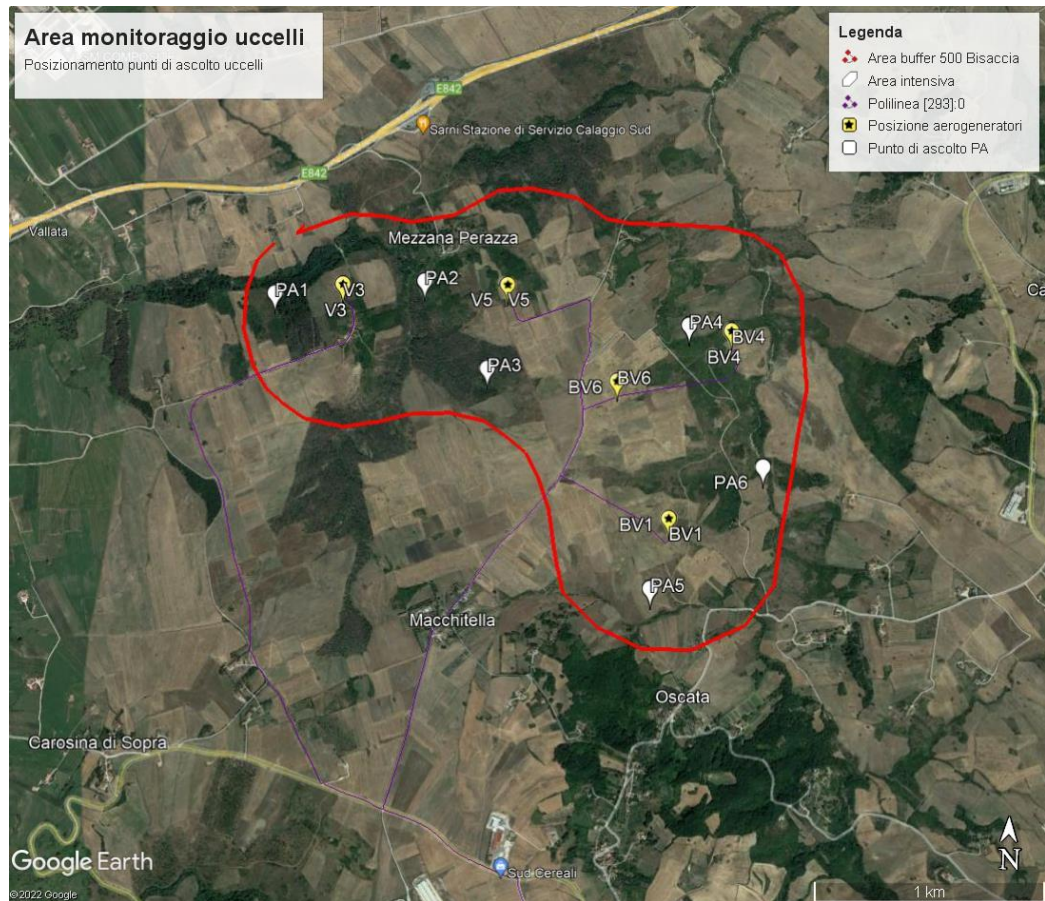 Area monitoraggio uccelli
Posizionamento punti di ascolto uccelli
Legenda
Area buffer 500 Bisaccia
Area intensiva
Polilinea [293]:0
Posizione aerogeneratori
Punto di ascolto PA
E842
Sarni Stazione di Servizio Calaggio Sud
E842
Vallata
Mezzana Perazza
PA1
V3
V3
PA2
V5
V5
Ca
PA4
BV4
BV4
PA3
BV6
BV6
PA6
BV1
BV1
PA5
Macchitella
Oscata
Carosina di Sopra
Sud Cereali
Google Earth
©2022 Google
N
1 km